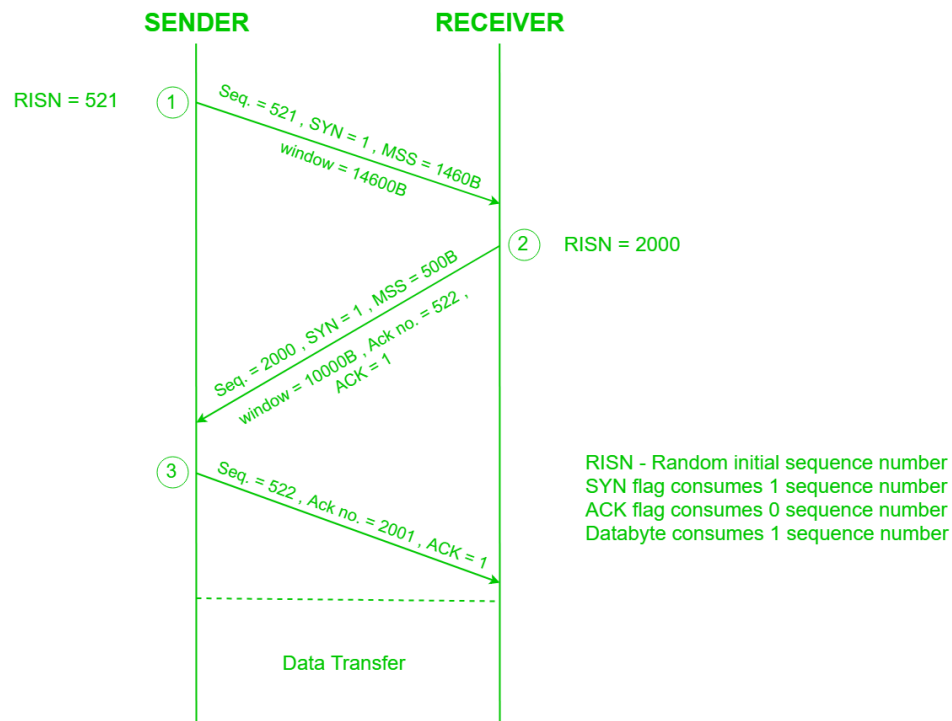 SENDER
RECEIVER
RISN = 521
1
Seq. = 521 , SYN = 1 , MSS = 1460B
window = 14600B
2
RISN = 2000
Seq. = 2000 , SYN = 1 , MSS = 500B
window = 10000B , Ack no. = 522 ,
ACK = 1
3
Seq. = 522 , Ack no. = 2001 , ACK = 1
RISN - Random initial sequence number
SYN flag consumes 1 sequence number
ACK flag consumes 0 sequence number
Databyte consumes 1 sequence number
Data Transfer